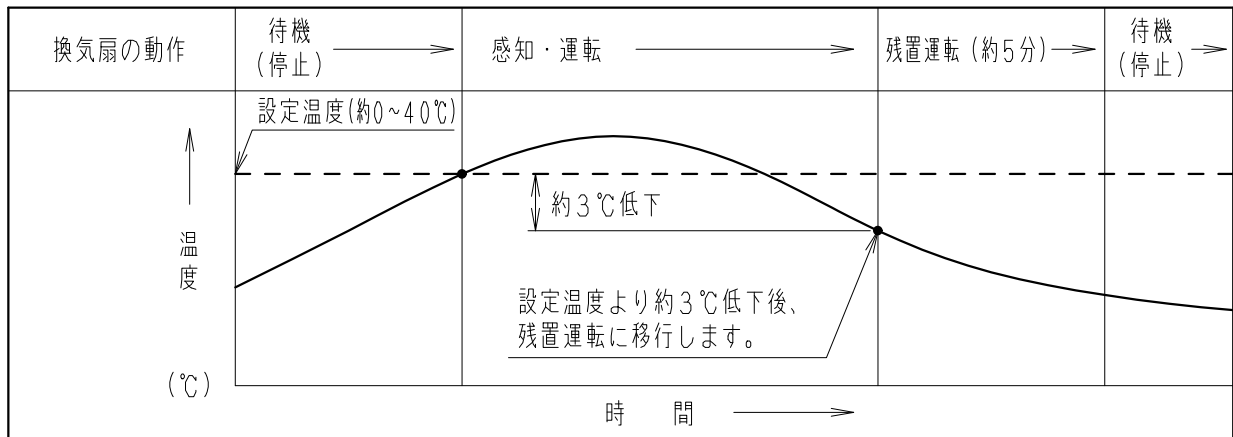 換気扇の動作
待機
(停止)
感知・運転
残置運転(約5分)
待機
(停止)
設定温度(約0~40℃)
約3℃低下
温度
設定温度より約3℃低下後、
残置運転に移行します。
(℃)
時 間